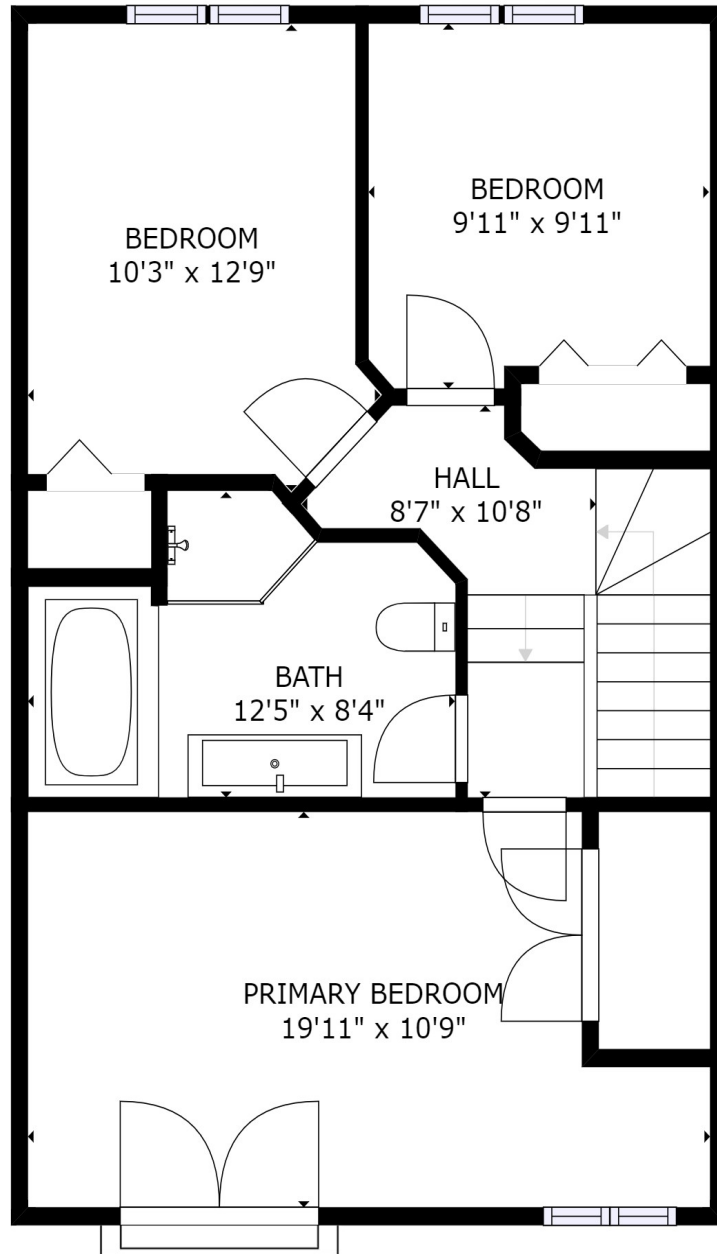 BEDROOM
10'3" x 12'9"
BEDROOM
9'11" x 9'11"
HALL
8'7" x 10'8"
BATH
12'5" x 8'4"
PRIMARY BEDROOM
19'11" x 10'9"